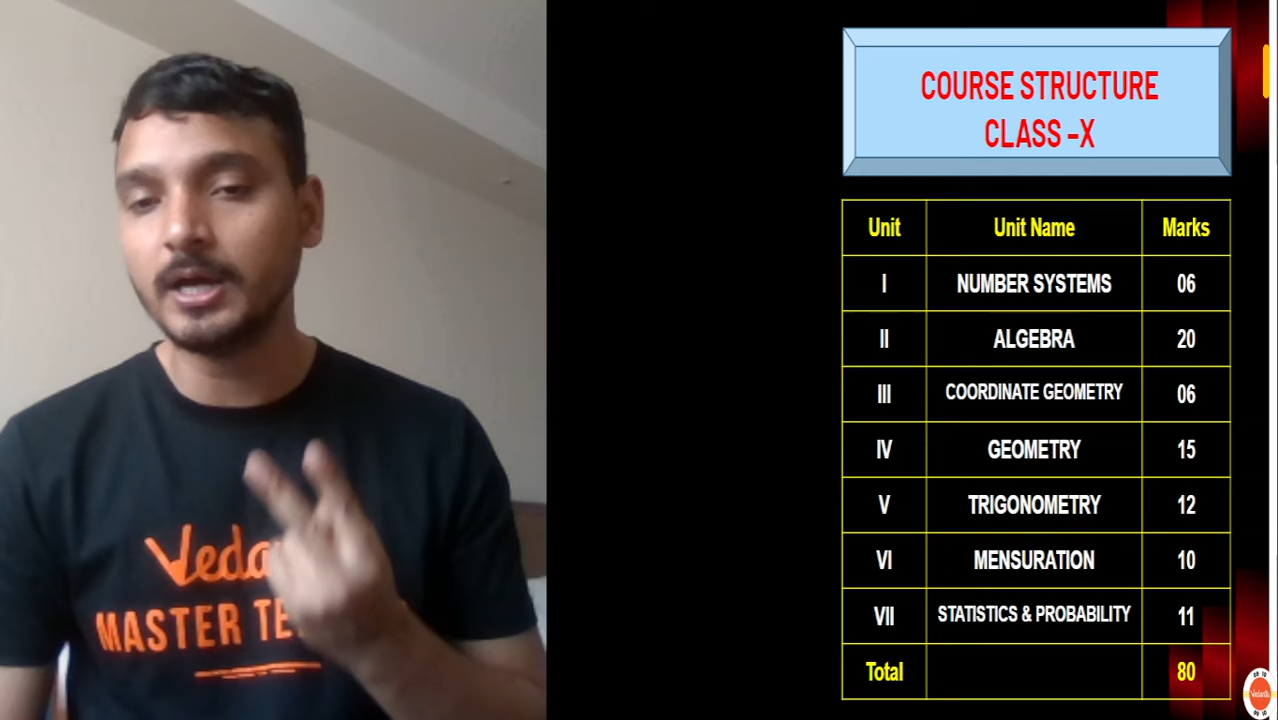 COURSE STRUCTURE
CLASS –X
Unit Unit Name Marks
I NUMBER SYSTEMS 06
II ALGEBRA 20
III COORDINATE GEOMETRY 06
IV GEOMETRY 15
V TRIGONOMETRY 12
VI MENSURATION 10
VII STATISTICS & PROBABILITY 11
Total 80
MASTER
Vedantu